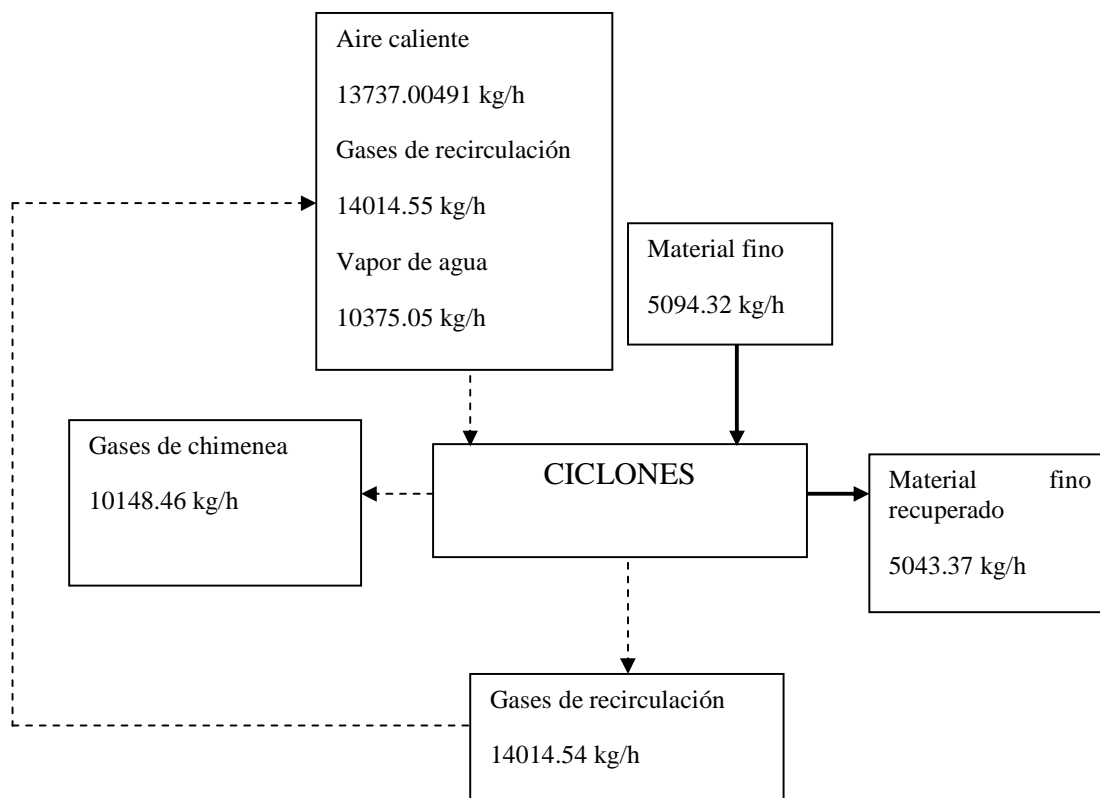 Aire caliente
13737.00491 kg/h
Gases de recirculación
14014.55 kg/h
Vapor de agua
10375.05 kg/h
Material fino
5094.32 kg/h
Gases de chimenea
10148.46 kg/h
CICLONES
Material fino
recuperado
5043.37 kg/h
Gases de recirculación
14014.54 kg/h